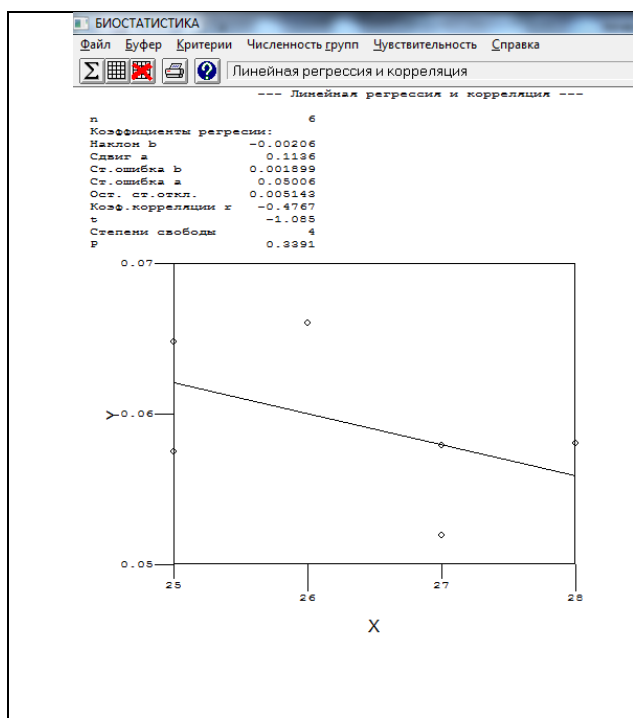 БИОСТАТИСТИКА
Файл Буфер Критерии Численность групп Чувствительность Справка
Линейная регрессия и корреляция
--- Линейная регрессия и корреляция ---
n 6
Коэффициенты регресии:
Наклон b -0.00206
Сдвиг a 0.1136
Ст.ошибка b 0.001899
Ст.ошибка a 0.05006
Ост. ст.откл. 0.005143
Коэф.корреляции r -0.4767
t -1.085
Степени свободы 4
P 0.3391
0.07
Y
0.06
0.05
25
26
27
28
X